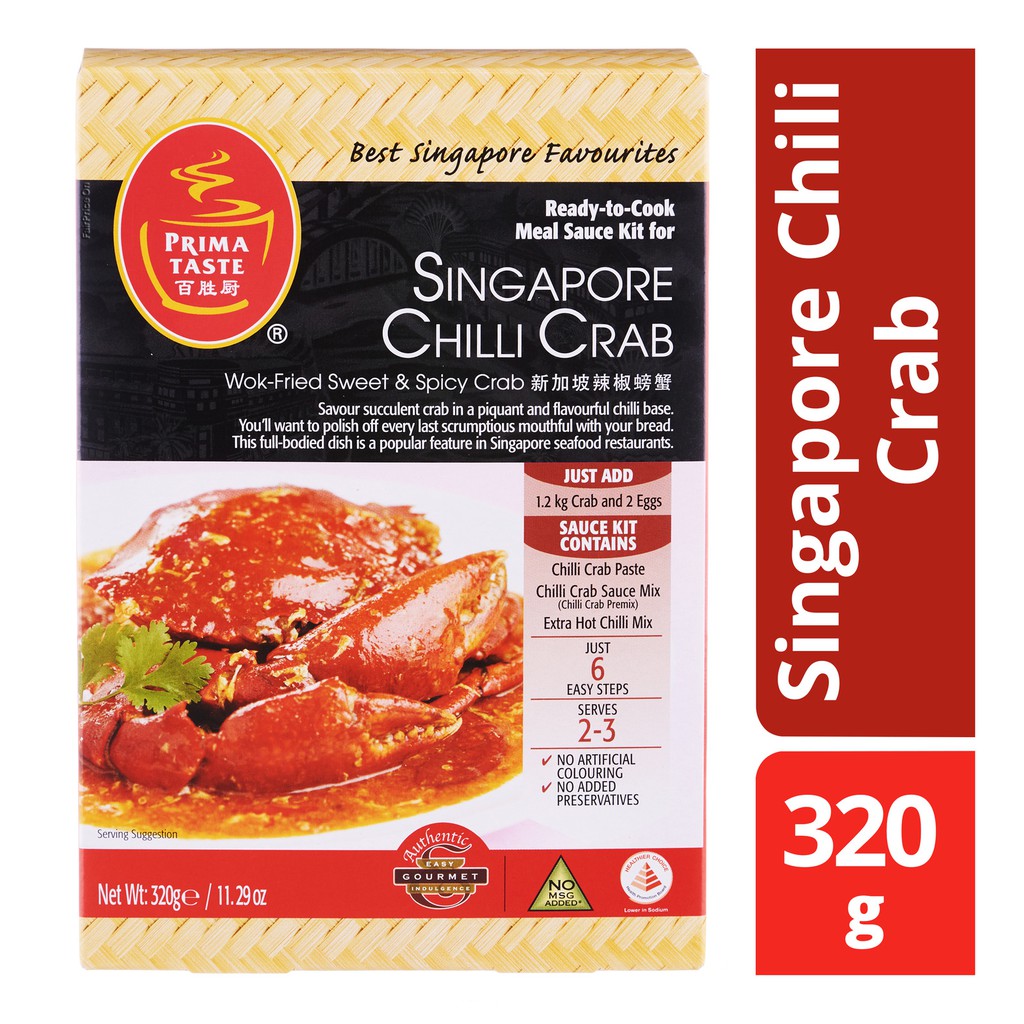 Best Singapore Favourites
PRIMA
TASTE
百胜厨
®
Ready-to-Cook
Meal Sauce Kit for
SINGAPORE
CHILLI CRAB
Wok-Fried Sweet & Spicy Crab 新加坡辣椒螃蟹
Savour succulent crab in a piquant and flavourful chilli base.
You'll want to polish off every last scrumptious mouthful with your bread.
This full-bodied dish is a popular feature in Singapore seafood restaurants.
JUST ADD
1.2 kg Crab and 2 Eggs
SAUCE KIT
CONTAINS
Chilli Crab Paste
Chilli Crab Sauce Mix
(Chilli Crab Premix)
Extra Hot Chilli Mix
JUST
6
EASY STEPS
SERVES
2-3
✓ NO ARTIFICIAL
COLOURING
✓ NO ADDED
PRESERVATIVES
Serving Suggestion
Net Wt: 320g℮ / 11.29 oz
Authentic
EASY
GOURMET
INDULGENCE
NO
MSG
ADDED*
HEALTHIER CHOICE
Health Promotion Board
Lower in Sodium
Singapore Chili
Crab
320
g